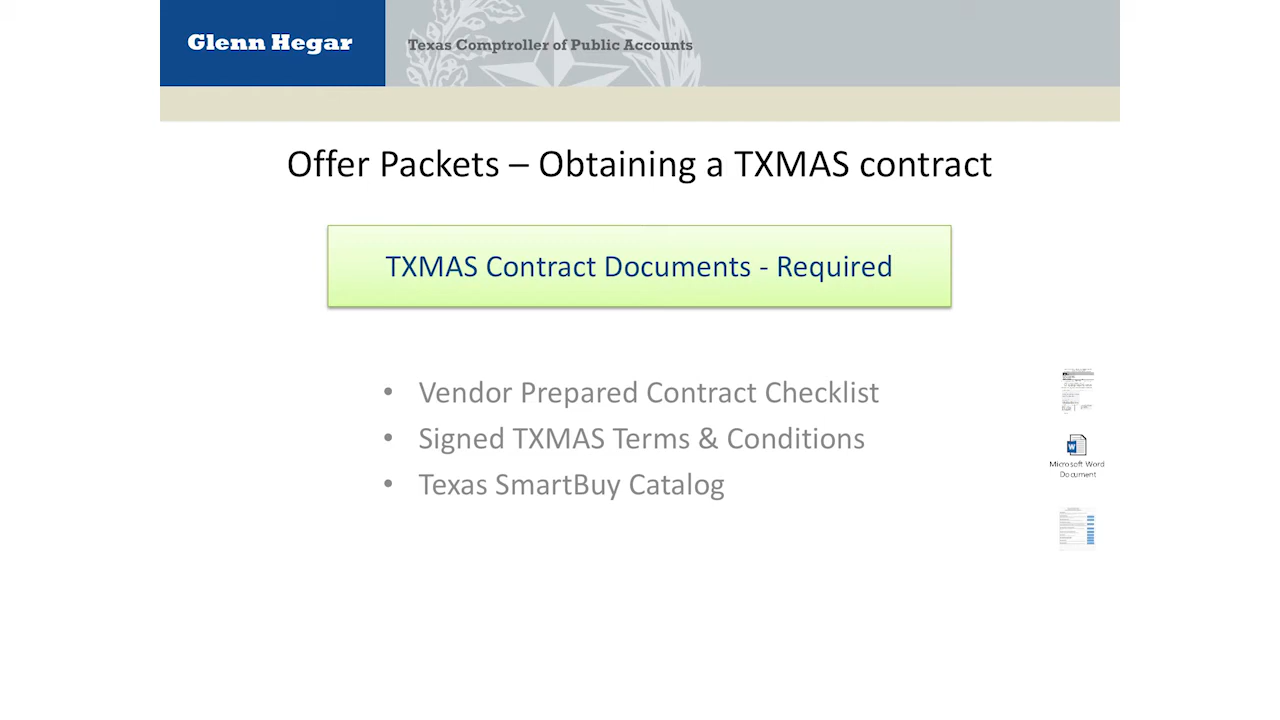 Glenn Hegar
Texas Comptroller of Public Accounts
Offer Packets – Obtaining a TXMAS contract
TXMAS Contract Documents - Required
• Vendor Prepared Contract Checklist
• Signed TXMAS Terms & Conditions
• Texas SmartBuy Catalog
Microsoft Word
Document